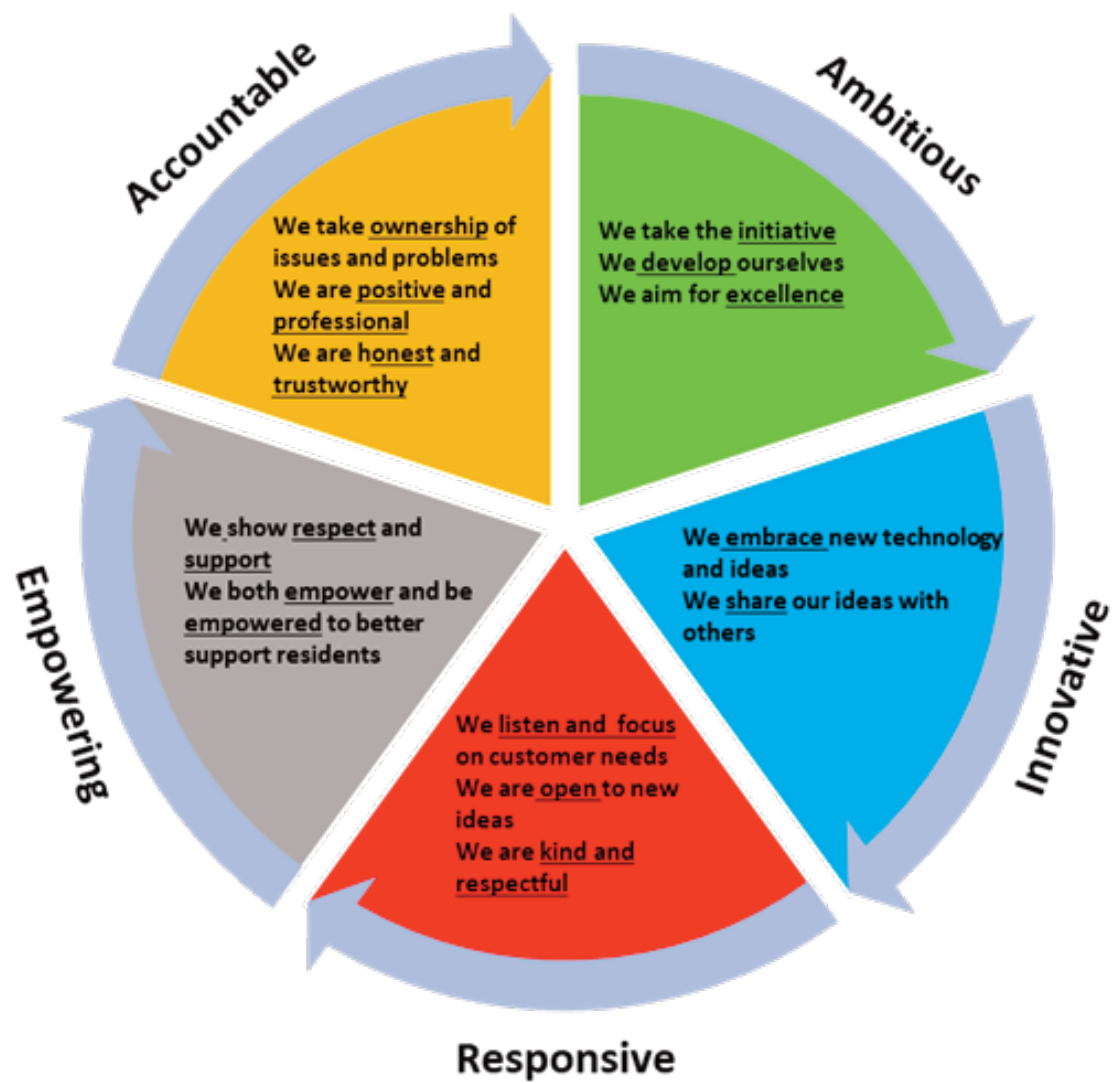 Accountable
We take ownership of
issues and problems
We are positive and
professional
We are honest and
trustworthy
Ambitious
We take the initiative
We develop ourselves
We aim for excellence
Innovative
We embrace new technology
and ideas
We share our ideas with
others
Responsive
We listen and focus
on customer needs
We are open to new
ideas
We are kind and
respectful
Empowering
We show respect and
support
We both empower and be
empowered to better
support residents